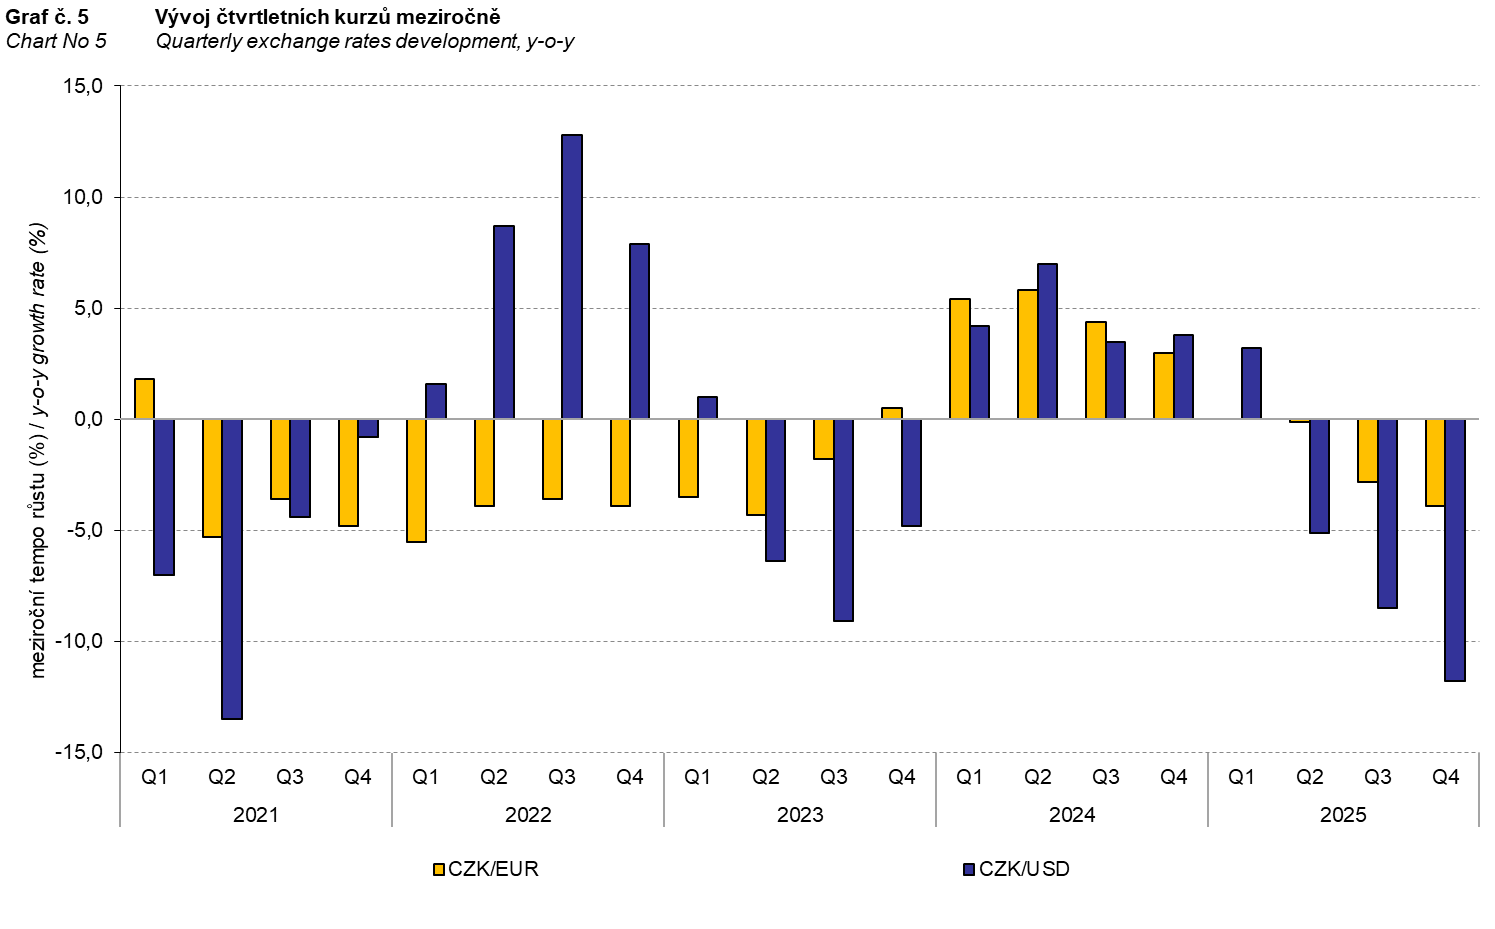 Graf č. 5 Vývoj čtvrtletních kurzů meziročně
Chart No 5 Quarterly exchange rates development, y-o-y
meziroční tempo růstu (%) / y-o-y growth rate (%)
15,0
10,0
5,0
0,0
-5,0
-10,0
-15,0
Q1 Q2 Q3 Q4 Q1 Q2 Q3 Q4 Q1 Q2 Q3 Q4 Q1 Q2 Q3 Q4 Q1 Q2 Q3 Q4
2021 2022 2023 2024 2025
CZK/EUR CZK/USD